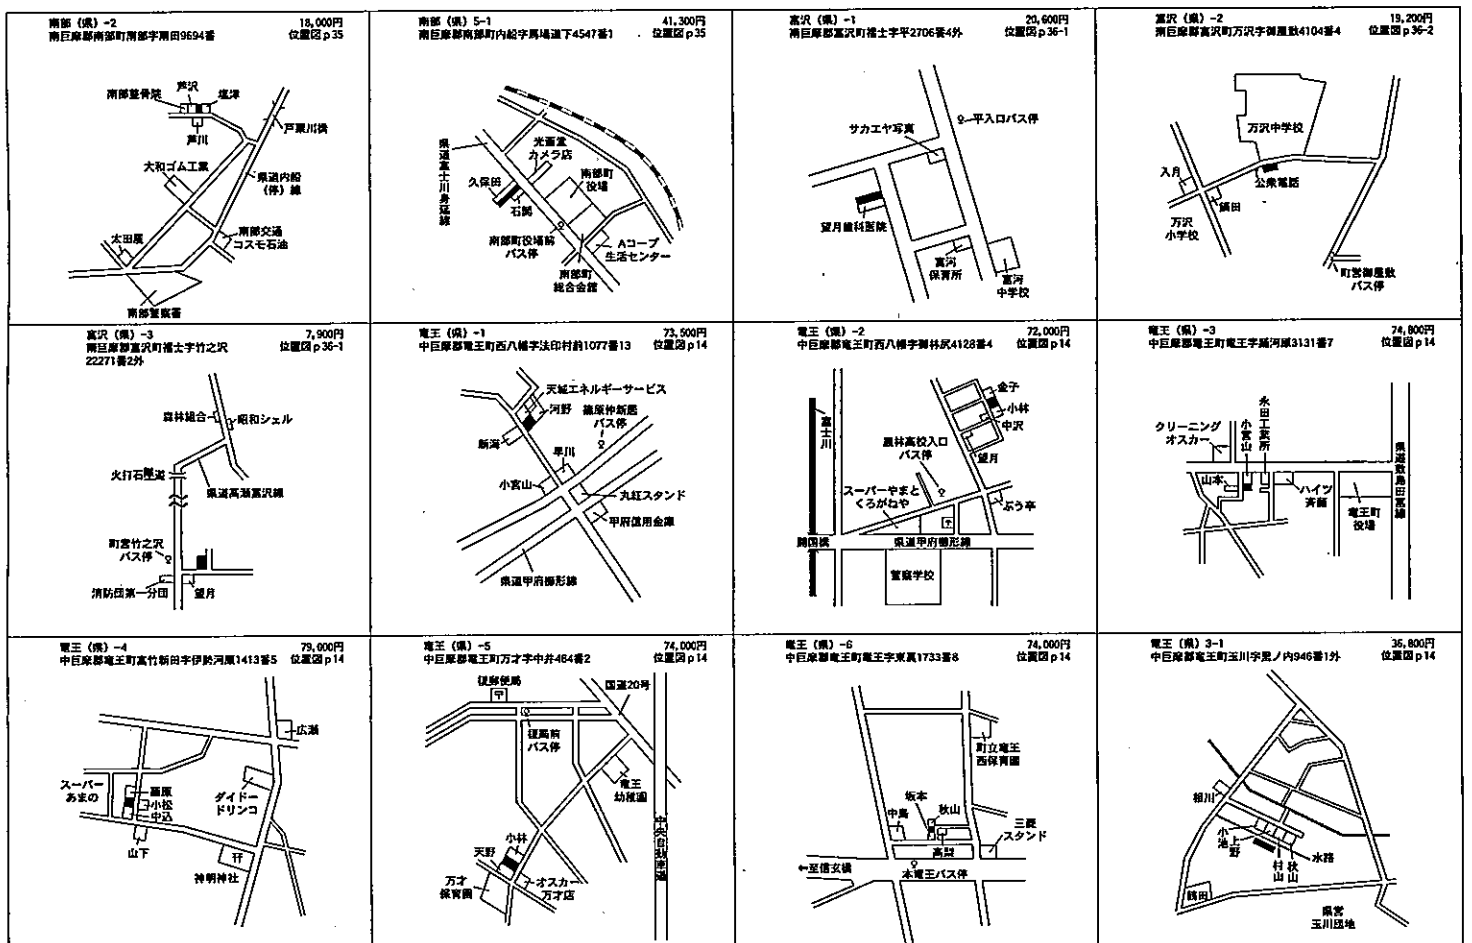 南部（県）-2 18,000円
南巨摩郡南部町南部字南田9694番 位置図p35
芦沢
南部整骨院
塩津
芦川
戸栗川橋
大和ゴム工業
県道内船
（停）線
太田屋
南部交通
コスモ石油
南部警察署
南部（県）5-1 41,300円
南巨摩郡南部町内船字馬場道下4547番1 位置図p35
県道富士川身延線
光画堂
カメラ店
久保田
南部町
役場
石間
南部町役場前
バス停
Aコープ
生活センター
南部町
総合会館
富沢（県）-1 20,600円
南巨摩郡富沢町福士字平2706番4外 位置図p36-1
平入口バス停
サカエヤ写真
望月歯科医院
富河
保育所
富河
中学校
富沢（県）-2 19,200円
南巨摩郡富沢町万沢字御屋敷4104番4 位置図p36-2
万沢中学校
入月
公衆電話
鍋田
万沢
小学校
町営御屋敷
バス停
富沢（県）-3 7,900円
南巨摩郡富沢町福士字竹之沢 位置図p36-1
22271番2外
森林組合
昭和シェル
火打石隧道
県道高瀬富沢線
町営竹之沢
バス停
消防団第一分団
望月
竜王（県）-1 73,500円
中巨摩郡竜王町西八幡字法印村前1077番13 位置図p14
天城エネルギーサービス
河野
篠原仲新居
バス停
新海
早川
小宮山
丸紅スタンド
甲府信用金庫
県道甲府櫛形線
竜王（県）-2 72,000円
中巨摩郡竜王町西八幡字御林尻4128番4 位置図p14
富士川
金子
小林
中沢
農林高校入口
バス停
望月
スーパーやまと
くろがねや
ぶう亭
開国橋
県道甲府櫛形線
警察学校
竜王（県）-3 74,800円
中巨摩郡竜王町竜王字踊河原3131番7 位置図p14
クリーニング
オスカー
小宮山
永田工業所
県道敷島田富線
山本
ハイツ
斉藤
竜王町
役場
竜王（県）-4 79,000円
中巨摩郡竜王町富竹新田字伊勢河原1413番5 位置図p14
広瀬
スーパー
あまの
藤原
小松
中込
ダイドー
ドリンコ
山下
神明神社
竜王（県）-5 74,000円
中巨摩郡竜王町万才字中井464番2 位置図p14
榎郵便局
国道20号
榎局前
バス停
竜王
幼稚園
中央自動車道
小林
天野
万才
保育園
オスカー
万才店
竜王（県）-6 74,000円
中巨摩郡竜王町竜王字東裏1733番8 位置図p14
町立竜王
西保育園
坂本
秋山
中島
三菱
スタンド
高梨
←至信玄橋
本竜王バス停
竜王（県）3-1 36,800円
中巨摩郡竜王町玉川字里ノ内946番1外 位置図p14
相川
小池
上野
村山
秋山
水路
鶴田
県営
玉川団地